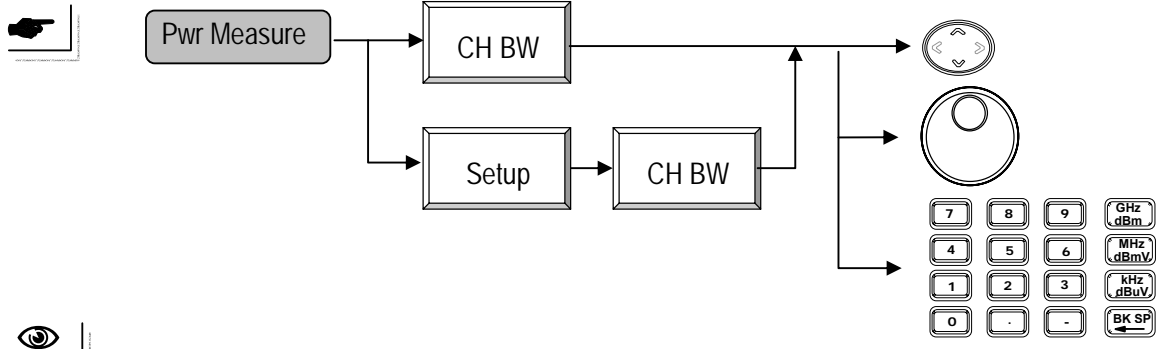 Pwr Measure
CH BW
Setup
CH BW
7 8 9 GHz
dBm
4 5 6 MHz
dBmV
1 2 3 kHz
dBuV
0 . - BK SP